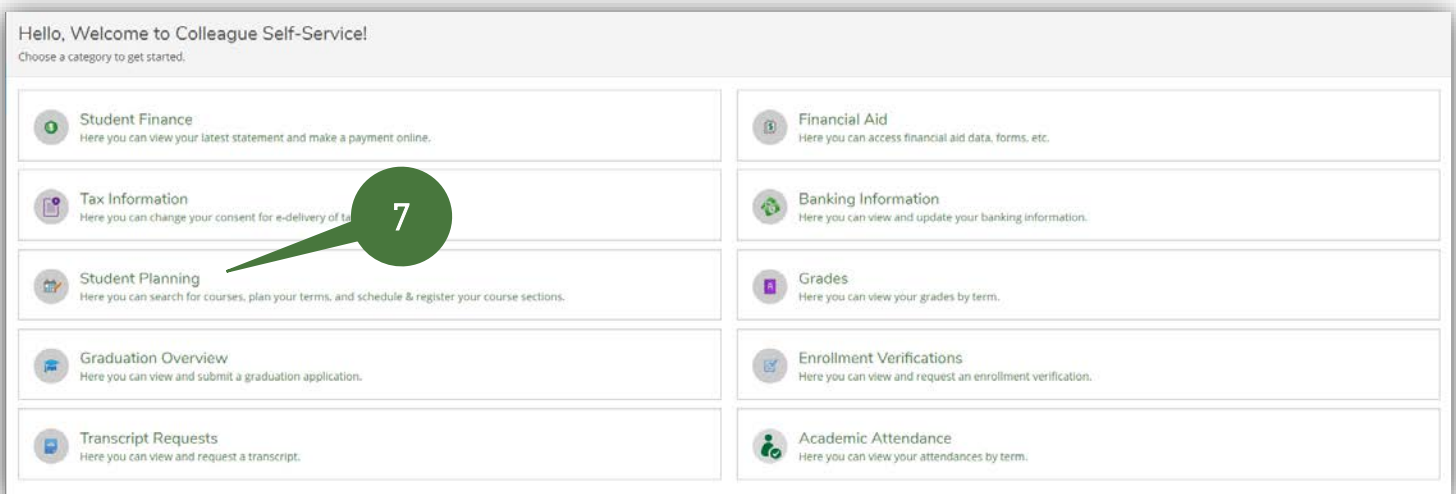 Hello, Welcome to Colleague Self-Service!
Choose a category to get started.
Student Finance
Here you can view your latest statement and make a payment online.
Financial Aid
Here you can access financial aid data, forms, etc.
Tax Information
Here you can change your consent for e-delivery of
7
Banking Information
Here you can view and update your banking information.
Student Planning
Here you can search for courses, plan your terms, and schedule & register your course sections.
Grades
Here you can view your grades by term.
Graduation Overview
Here you can view and submit a graduation application.
Enrollment Verifications
Here you can view and request an enrollment verification.
Transcript Requests
Here you can view and request a transcript.
Academic Attendance
Here you can view your attendances by term.